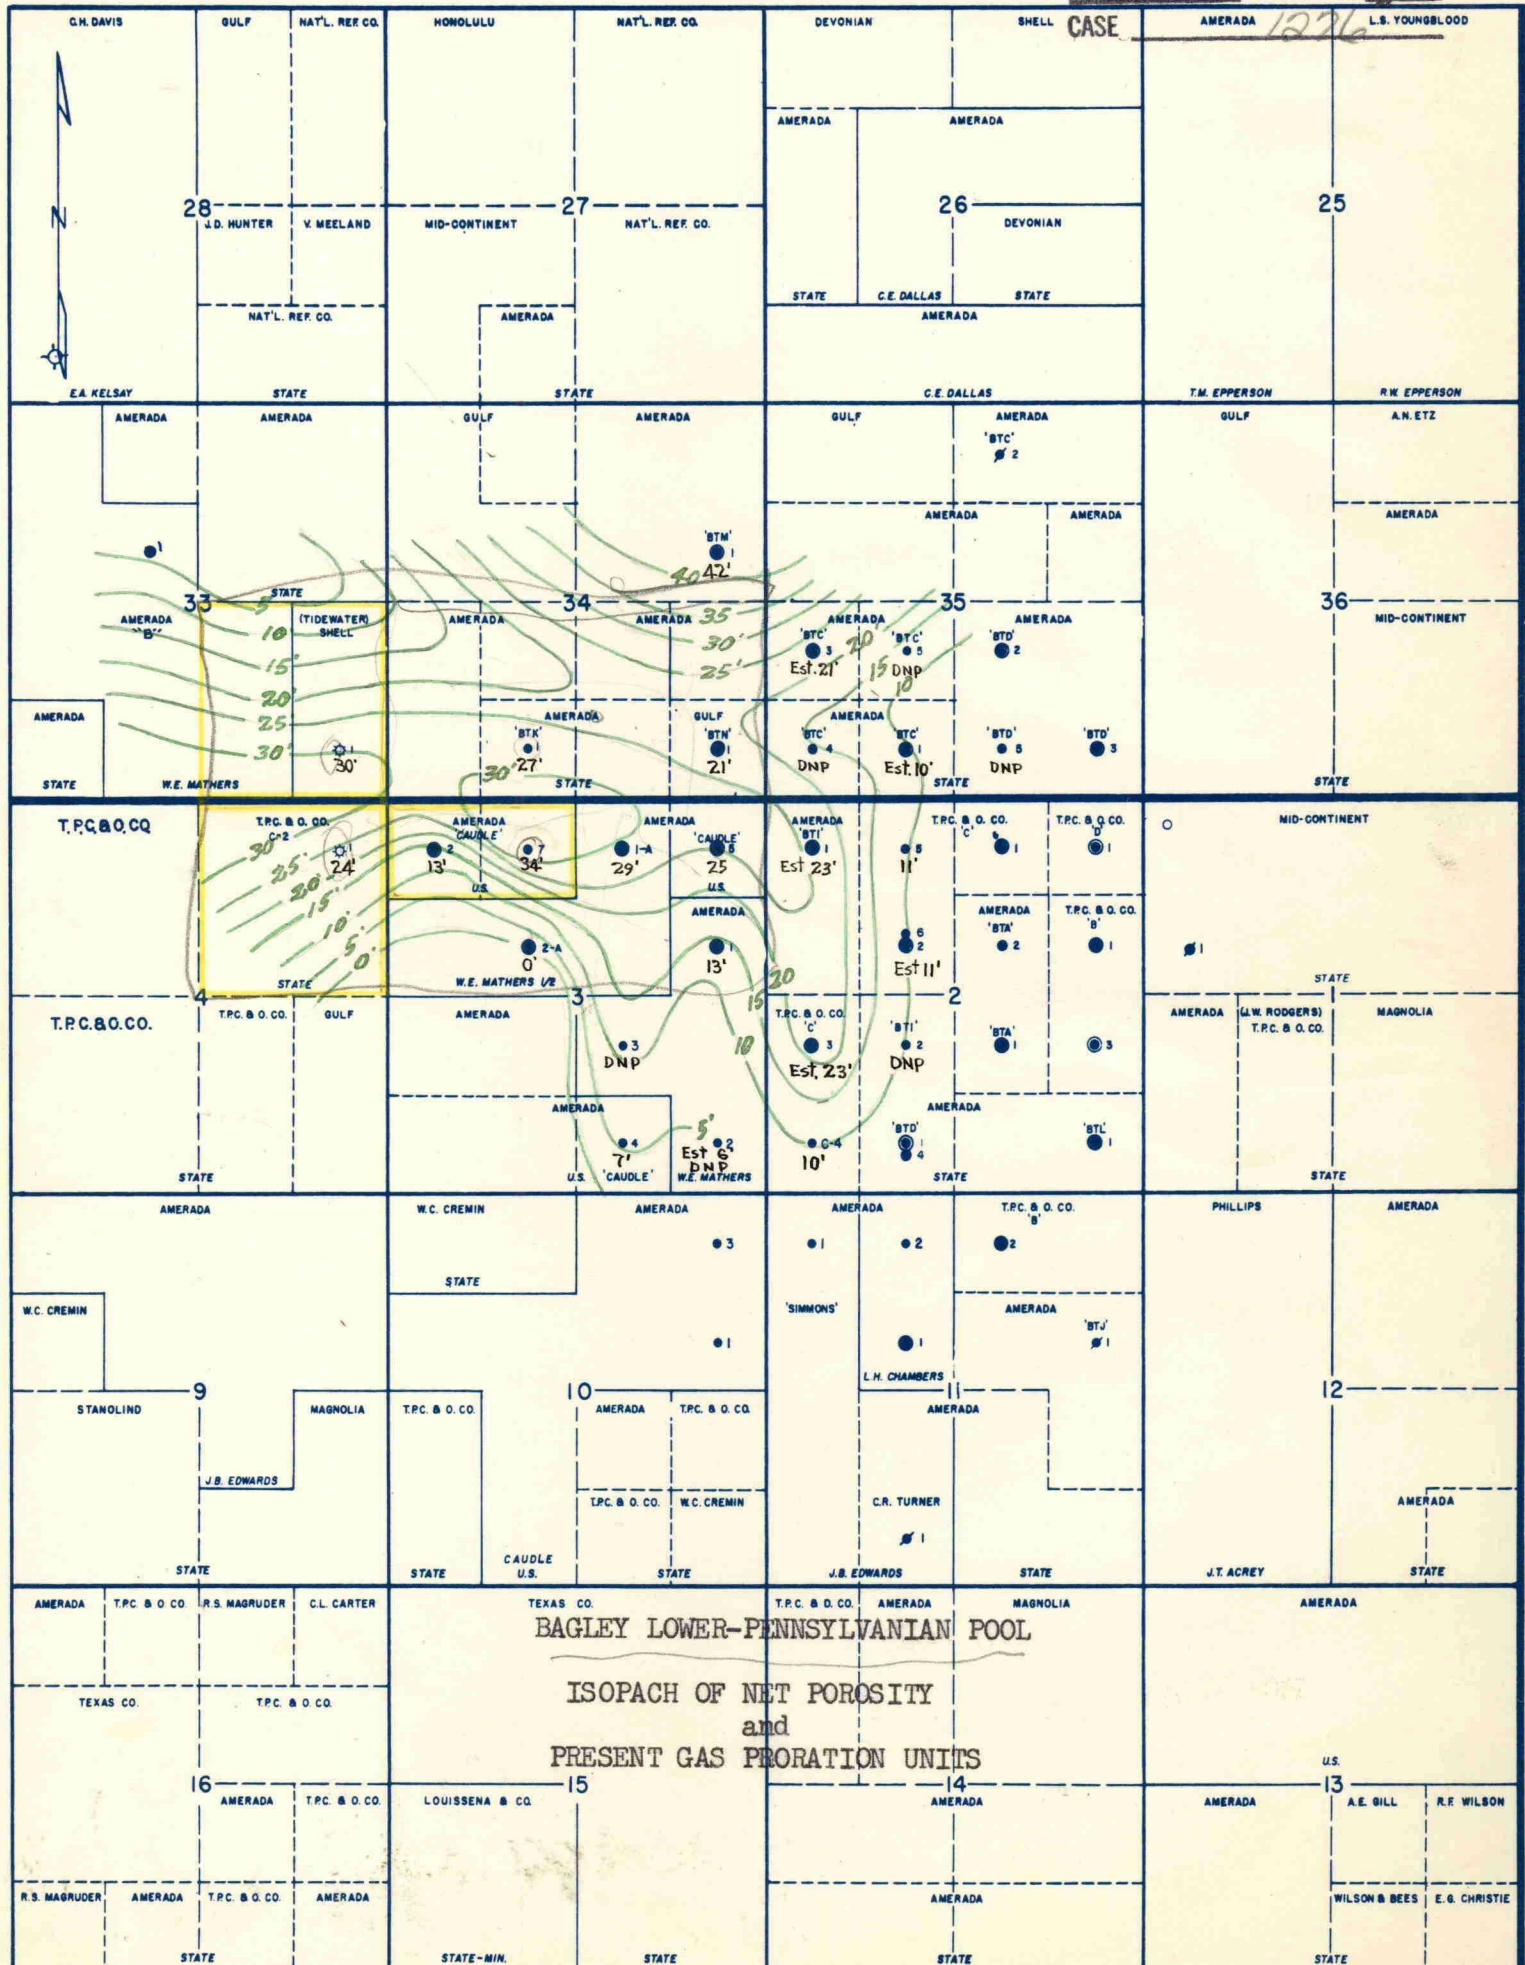 CASE 1276
G.H. DAVIS GULF NAT'L. REF. CO. HONOLULU NAT'L. REF. CO. DEVONIAN SHELL AMERADA L.S. YOUNGBLOOD
AMERADA AMERADA
N
28 27 26 25
J.D. HUNTER V. MEELAND MID-CONTINENT NAT'L. REF. CO. DEVONIAN
STATE C.E. DALLAS STATE
NAT'L. REF. CO. AMERADA AMERADA
E.A. KELSAY STATE STATE C.E. DALLAS T.M. EPPERSON R.W. EPPERSON
AMERADA AMERADA GULF AMERADA GULF AMERADA GULF A.N. ETZ
'BTC'
2
AMERADA AMERADA AMERADA
1 'BTM' 1
42'
40
5'
STATE
33 34 35 36
AMERADA "B" (TIDEWATER) SHELL AMERADA AMERADA AMERADA AMERADA MID-CONTINENT
10 35 20'
15' 30' 15
20' 25' 10
25
30'
'BTC' 3 'BTC' 5 'BTD' 2
Est. 21' DNP
AMERADA AMERADA GULF AMERADA
1 'BTK' 1 'BTN' 1 'BTC' 4 'BTC' 1 'BTD' 5 'BTD' 3
30' 27' 21' DNP Est. 10' DNP
30'
STATE W.E. MATHERS STATE STATE STATE
T.P.C. & O. CO. T.P.C. & O. CO. AMERADA AMERADA AMERADA T.P.C. & O. CO. T.P.C. & O. CO. MID-CONTINENT
C-2 'CAUDLE' 'CAUDLE' 'BTI' 'C' 'D'
1 2 7 1-A 6 1 5 1 1
24' 13' 34' 29' 25 Est 23' 11'
30'
25'
20'
15'
10'
5'
0'
U.S. U.S.
AMERADA AMERADA T.P.C. & O. CO.
'BTA' 'B'
2-A 1 6 2 2 1 1
0' 13' Est 11'
20
15
10
STATE W.E. MATHERS 1/2 STATE
4 3 2
T.P.C. & O. CO. T.P.C. & O. CO. GULF AMERADA T.P.C. & O. CO. AMERADA (J.W. RODGERS) T.P.C. & O. CO. MAGNOLIA
'C' 'BTI' 'BTA'
3 3 2 1 3
DNP Est. 23' DNP
AMERADA AMERADA
5'
4 2 C-4 'BTD' 1 4 'BTL' 1
7' Est 6' DNP 10'
STATE U.S. 'CAUDLE' W.E. MATHERS STATE STATE
AMERADA W.C. CREMIN AMERADA AMERADA T.P.C. & O. CO. PHILLIPS AMERADA
'B'
3 1 2 2
STATE
W.C. CREMIN 'SIMMONS' AMERADA
'BTJ'
1 1 1
L.H. CHAMBERS
9 10 11 12
STANOLIND MAGNOLIA T.P.C. & O. CO. AMERADA T.P.C. & O. CO. AMERADA
J.B. EDWARDS
T.P.C. & O. CO. W.C. CREMIN C.R. TURNER AMERADA
1
STATE STATE CAUDLE U.S. STATE J.B. EDWARDS STATE J.T. ACREY STATE
AMERADA T.P.C. & O CO. R.S. MAGRUDER C.L. CARTER TEXAS CO. T.P.C. & O. CO. AMERADA MAGNOLIA AMERADA
BAGLEY LOWER-PENNSYLVANIAN POOL
ISOPACH OF NET POROSITY
and
PRESENT GAS PRORATION UNITS
TEXAS CO. T.P.C. & O. CO.
U.S.
16 15 14 13
AMERADA T.P.C. & O. CO. LOUISSENA & CO. AMERADA AMERADA A.E. GILL R.F. WILSON
R.S. MAGRUDER AMERADA T.P.C. & O. CO. AMERADA AMERADA WILSON & BEES E.G. CHRISTIE
STATE STATE-MIN. STATE STATE STATE